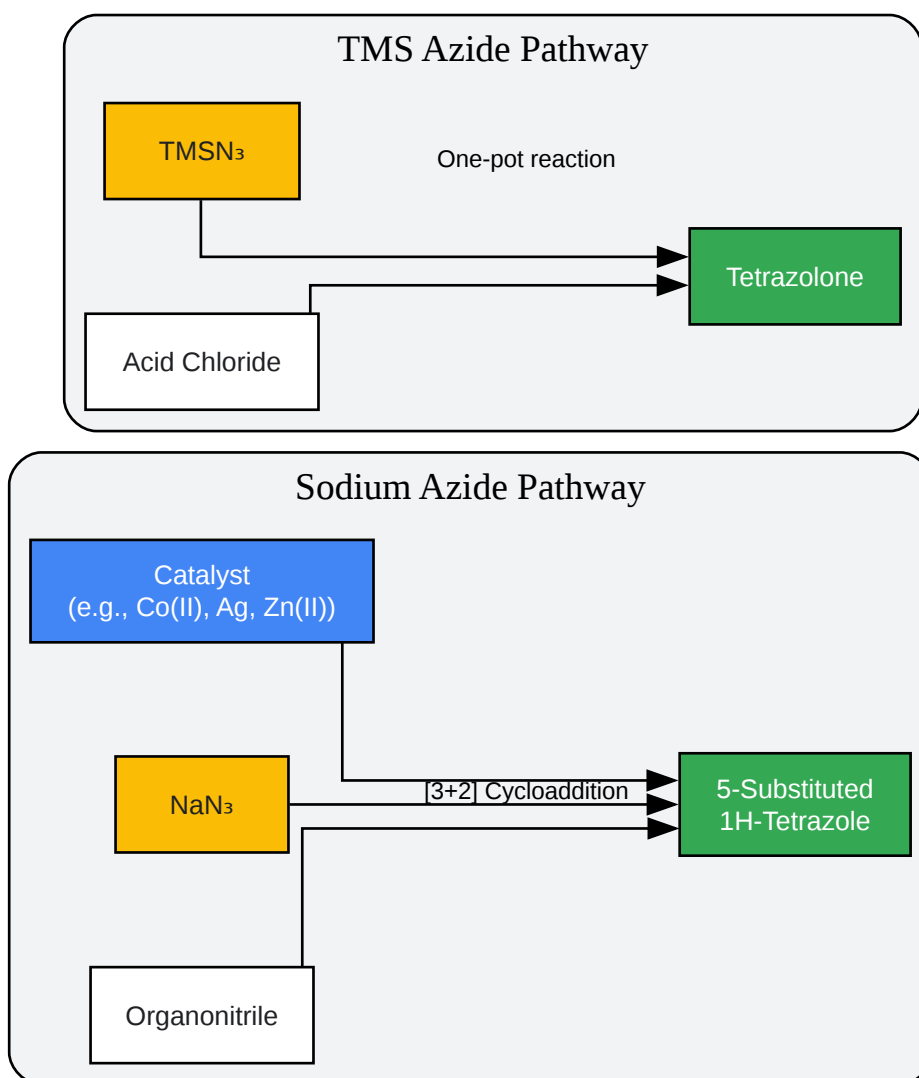 TMS Azide Pathway
TMSN₃
One-pot reaction
Tetrazolone
Acid Chloride
Sodium Azide Pathway
Catalyst
(e.g., Co(II), Ag, Zn(II))
NaN₃
[3+2] Cycloaddition
5-Substituted
1H-Tetrazole
Organonitrile